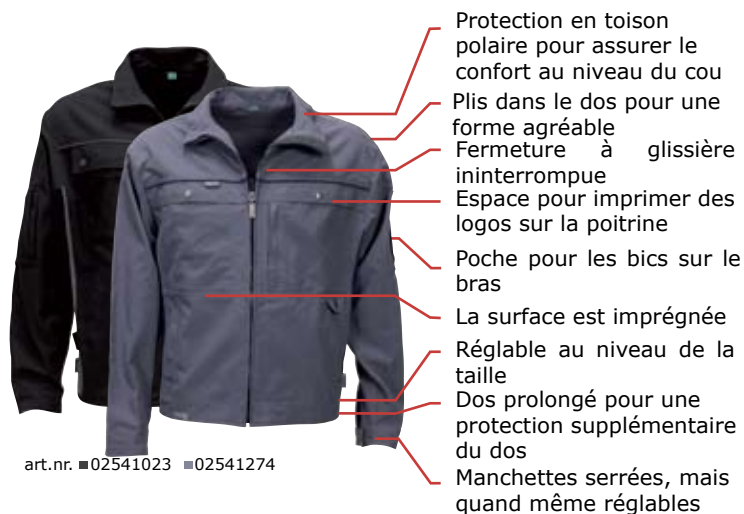 Protection en toison
polaire pour assurer le
confort au niveau du cou
Plis dans le dos pour une
forme agréable
Fermeture à glissière
ininterrompue
Espace pour imprimer des
logos sur la poitrine
Poche pour les bics sur le
bras
La surface est imprégnée
Réglable au niveau de la
taille
Dos prolongé pour une
protection supplémentaire
du dos
Manchettes serrées, mais
quand même réglables
art.nr. ■02541023 ■02541274